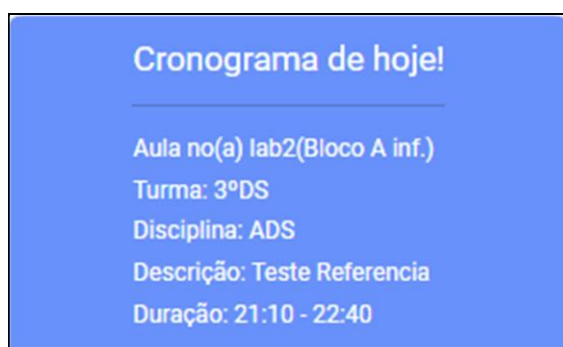 Cronograma de hoje!
Aula no(a) lab2(Bloco A inf.)
Turma: 3ºDS
Disciplina: ADS
Descrição: Teste Referencia
Duração: 21:10 - 22:40